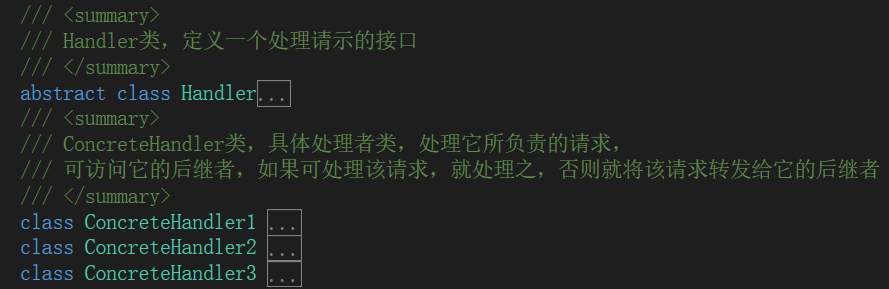 /// <summary>
/// Handler类，定义一个处理请示的接口
/// </summary>
abstract class Handler...
/// <summary>
/// ConcreteHandler类，具体处理者类，处理它所负责的请求，
/// 可访问它的后继者，如果可处理该请求，就处理之，否则就将该请求转发给它的后继者
/// </summary>
class ConcreteHandler1 ...
class ConcreteHandler2 ...
class ConcreteHandler3 ...